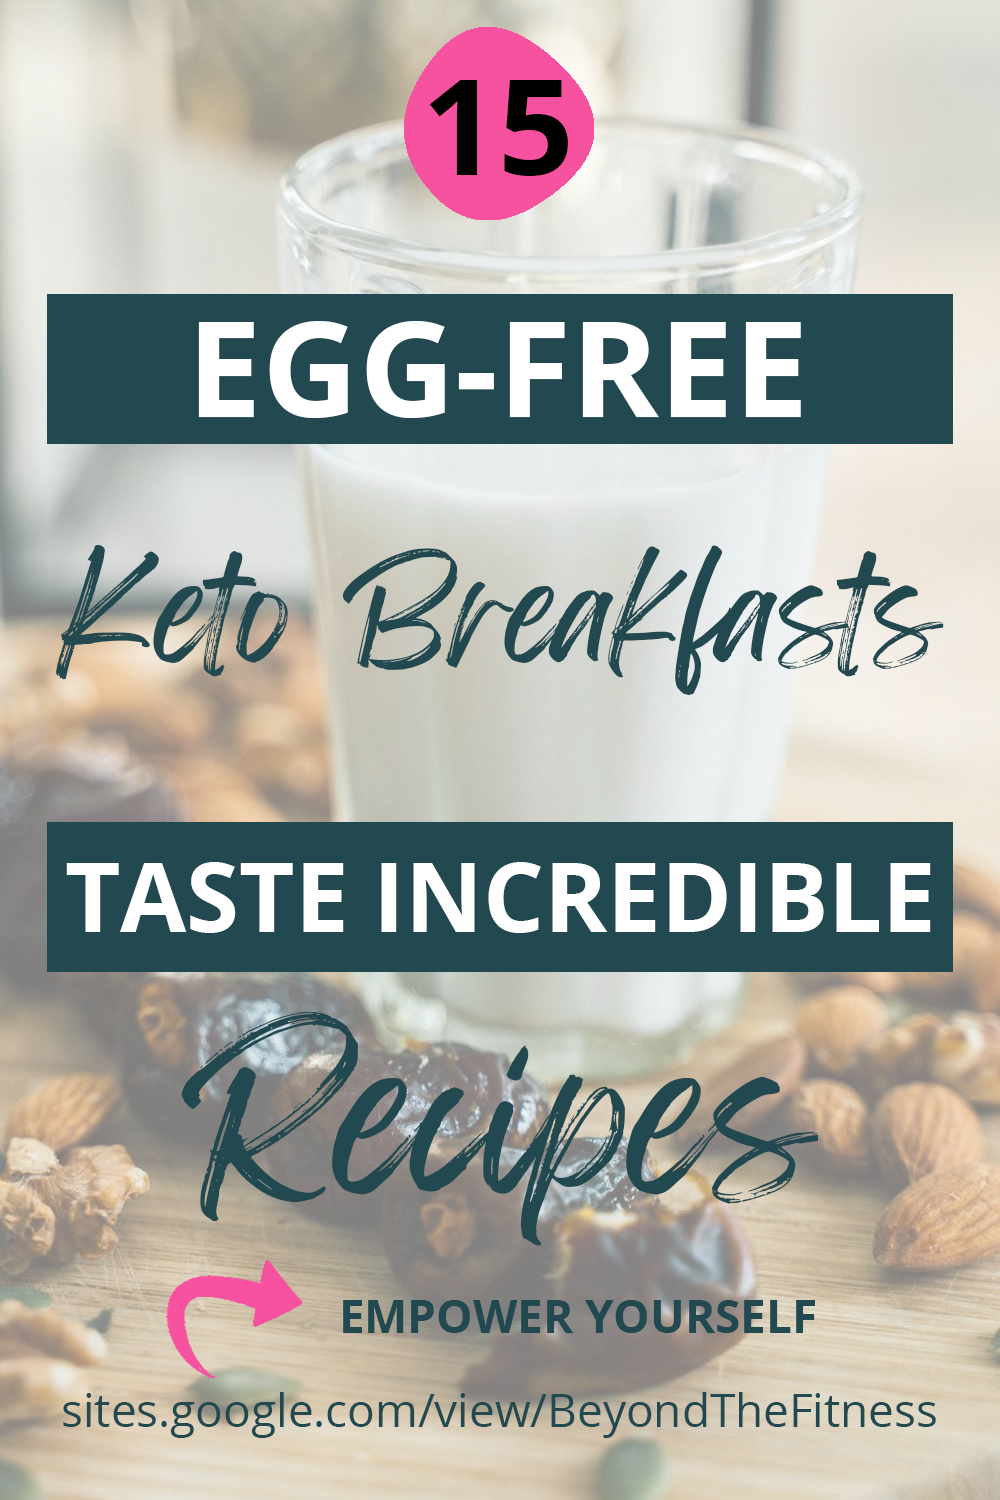 15
EGG-FREE
Keto Breakfasts
TASTE INCREDIBLE
Recipes
EMPOWER YOURSELF
sites.google.com/view/BeyondTheFitness